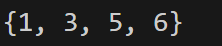 {1, 3, 5, 6}